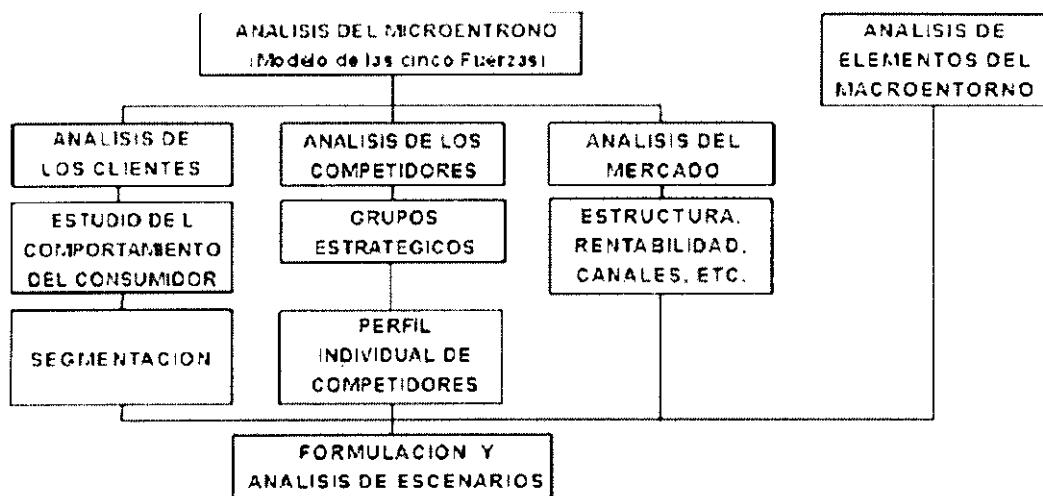 ANALISIS DEL MICROENTRONO
(Modelo de las cinco Fuerzas)
ANALISIS DE
ELEMENTOS DEL
MACROENTORNO
ANALISIS DE
LOS CLIENTES
ANALISIS DE LOS
COMPETIDORES
ANALISIS DEL
MERCADO
ESTUDIO DE L
COMPORTAMIENTO
DEL CONSUMIDOR
GRUPOS
ESTRATEGICOS
ESTRUCTURA,
RENTABILIDAD,
CANALES, ETC.
SEGMENTACION
PERFIL
INDIVIDUAL DE
COMPETIDORES
FORMULACION Y
ANALISIS DE ESCENARIOS